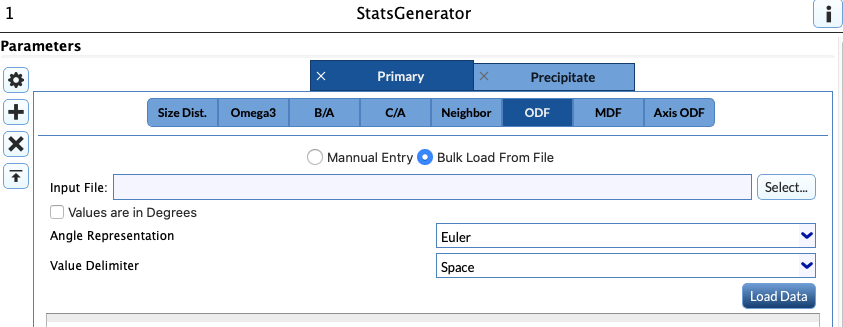 1 StatsGenerator i
Parameters
× Primary × Precipitate
Size Dist. Omega3 B/A C/A Neighbor ODF MDF Axis ODF
Mannual Entry Bulk Load From File
Input File: Select...
Values are in Degrees
Angle Representation Euler
Value Delimiter Space
Load Data